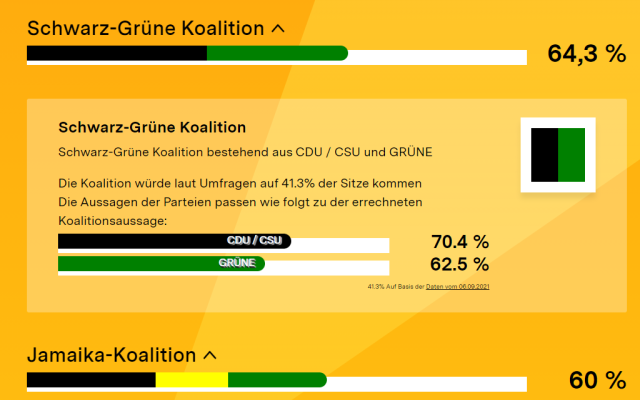 Schwarz-Grüne Koalition
64,3 %
Schwarz-Grüne Koalition
Schwarz-Grüne Koalition bestehend aus CDU / CSU und GRÜNE
Die Koalition würde laut Umfragen auf 41.3% der Sitze kommen
Die Aussagen der Parteien passen wie folgt zu der errechneten
Koalitionsaussage:
CDU / CSU 70.4 %
GRÜNE 62.5 %
41.3% Auf Basis der Daten vom 06.09.2021
Jamaika-Koalition
60 %